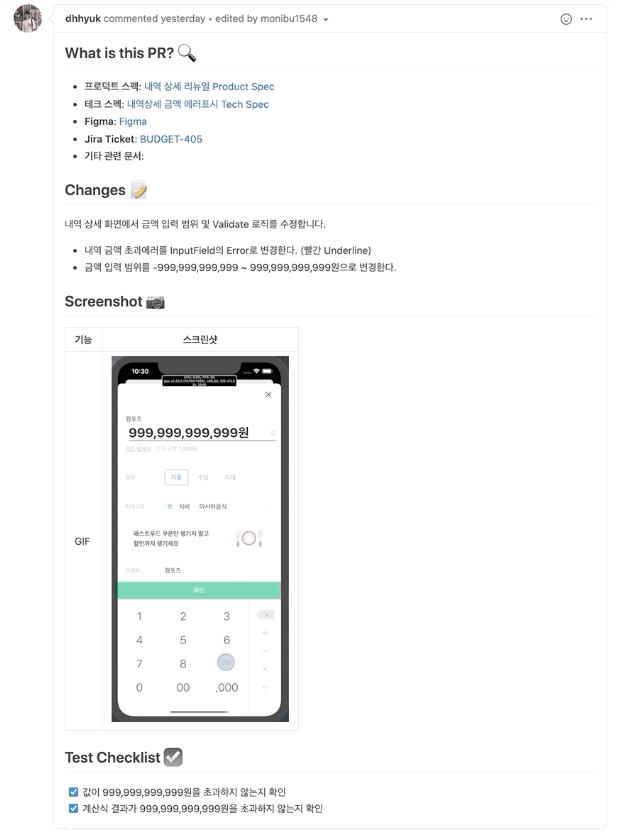 dhhyuk commented yesterday • edited by monibu1548
What is this PR?
프로덕트 스펙: 내역 상세 리뉴얼 Product Spec
테크 스펙: 내역상세 금액 에러표시 Tech Spec
Figma: Figma
Jira Ticket: BUDGET-405
기타 관련 문서:
Changes
내역 상세 화면에서 금액 입력 범위 및 Validate 로직를 수정합니다.
내역 금액 초과에러를 InputField의 Error로 변경한다. (빨간 Underline)
금액 입력 범위를 -999,999,999,999 ~ 999,999,999,999원으로 변경한다.
Screenshot
기능 스크린샷
GIF
10:30
컴포즈
999,999,999,999원
분류 지출 수입 이체
카테고리 식비 아시아음식
패스트푸드 쿠폰만 챙기지 말고
할인까지 챙기세요
거래처 컴포즈
확인
1 2 3
4 5 6 +
7 8 ×
0 00 ,000 ÷
Test Checklist
값이 999,999,999,999원을 초과하지 않는지 확인
계산식 결과가 999,999,999,999원을 초과하지 않는지 확인